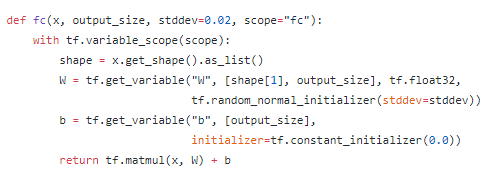 def fc(x, output_size, stddev=0.02, scope="fc"):
    with tf.variable_scope(scope):
        shape = x.get_shape().as_list()
        W = tf.get_variable("W", [shape[1], output_size], tf.float32,
                            tf.random_normal_initializer(stddev=stddev))
        b = tf.get_variable("b", [output_size],
                            initializer=tf.constant_initializer(0.0))
        return tf.matmul(x, W) + b